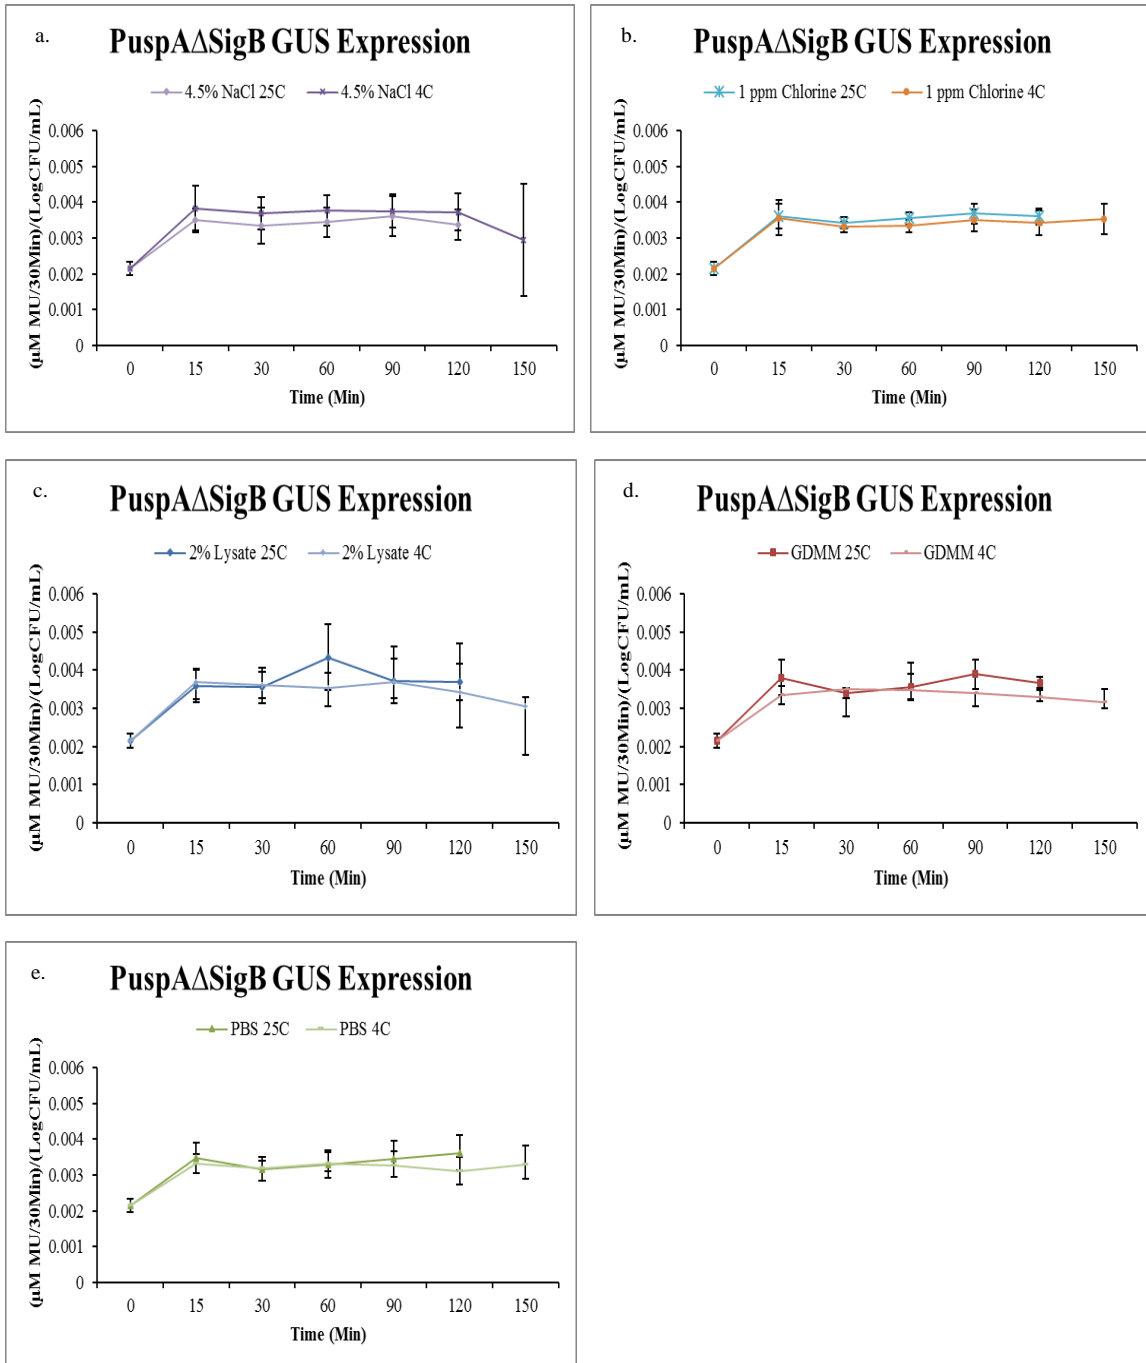 a.
PuspAΔSigB GUS Expression
4.5% NaCl 25C 4.5% NaCl 4C
(µM MU/30Min)/(LogCFU/mL)
0.006
0.005
0.004
0.003
0.002
0.001
0
0 15 30 60 90 120 150
Time (Min)
b.
PuspAΔSigB GUS Expression
1 ppm Chlorine 25C 1 ppm Chlorine 4C
(µM MU/30Min)/(LogCFU/mL)
0.006
0.005
0.004
0.003
0.002
0.001
0
0 15 30 60 90 120 150
Time (Min)
c.
PuspAΔSigB GUS Expression
2% Lysate 25C 2% Lysate 4C
(µM MU/30Min)/(LogCFU/mL)
0.006
0.005
0.004
0.003
0.002
0.001
0
0 15 30 60 90 120 150
Time (Min)
d.
PuspAΔSigB GUS Expression
GDMM 25C GDMM 4C
(µM MU/30Min)/(LogCFU/mL)
0.006
0.005
0.004
0.003
0.002
0.001
0
0 15 30 60 90 120 150
Time (Min)
e.
PuspAΔSigB GUS Expression
PBS 25C PBS 4C
(µM MU/30Min)/(LogCFU/mL)
0.006
0.005
0.004
0.003
0.002
0.001
0
0 15 30 60 90 120 150
Time (Min)